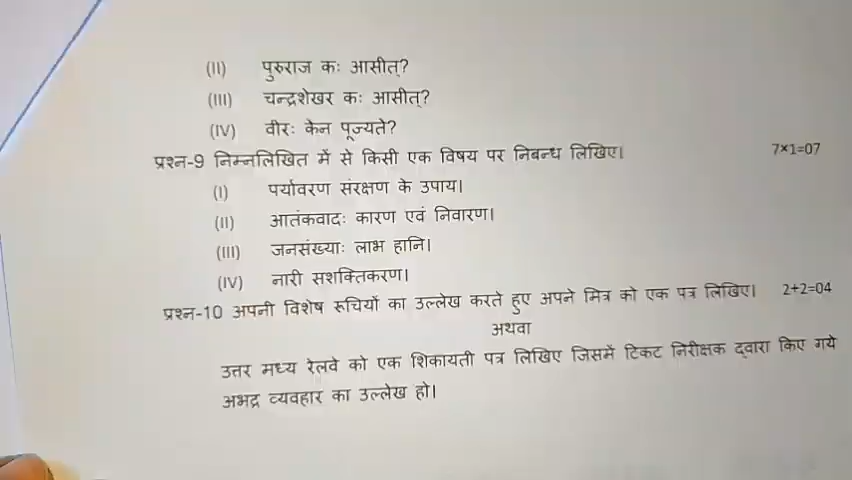 (II) पुरुराज कः आसीत्?
(III) चन्द्रशेखर कः आसीत्?
(IV) वीरः केन पूज्यते?
प्रश्न-9 निम्नलिखित में से किसी एक विषय पर निबन्ध लिखिए। 7×1=07
(I) पर्यावरण संरक्षण के उपाय।
(II) आतंकवादः कारण एवं निवारण।
(III) जनसंख्याः लाभ हानि।
(IV) नारी सशक्तिकरण।
प्रश्न-10 अपनी विशेष रूचियों का उल्लेख करते हुए अपने मित्र को एक पत्र लिखिए। 2+2=04
अथवा
उत्तर मध्य रेलवे को एक शिकायती पत्र लिखिए जिसमें टिकट निरीक्षक द्वारा किए गये
अभद्र व्यवहार का उल्लेख हो।